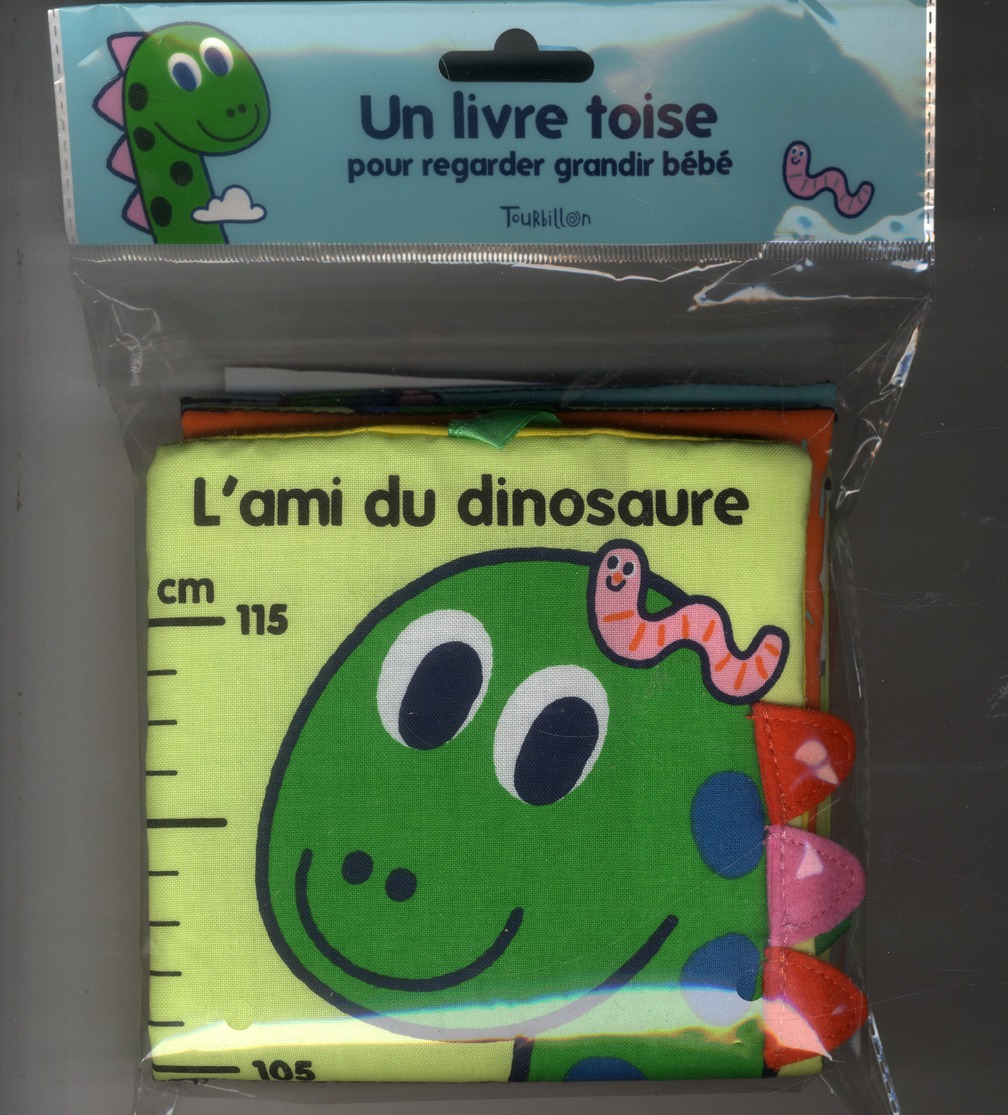 Un livre toise
pour regarder grandir bébé
Tourbillon
L'ami du dinosaure
cm
115
105